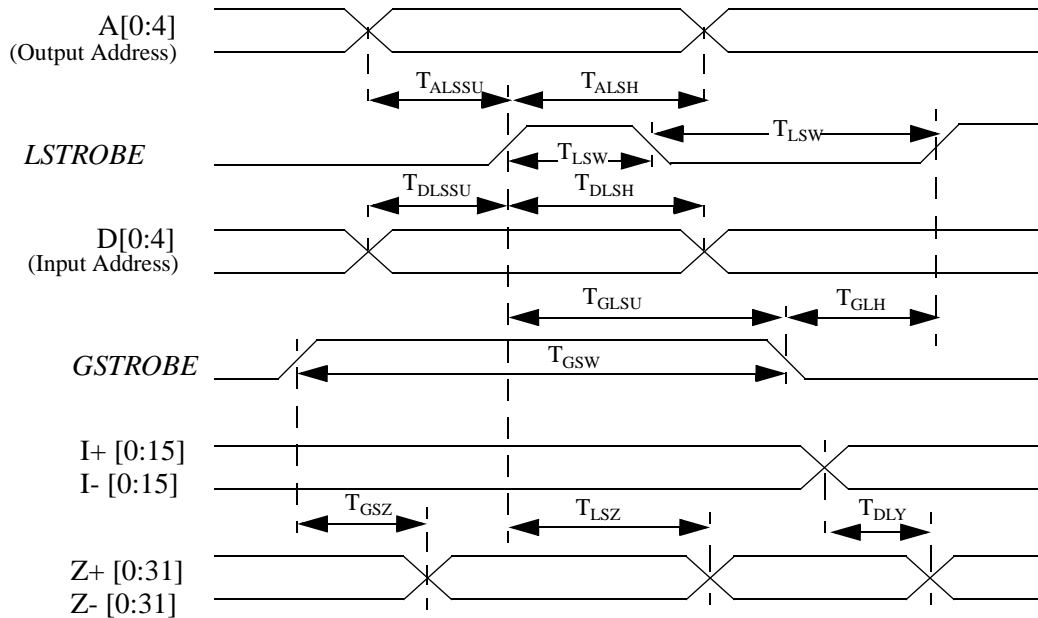 A[0:4]
(Output Address)
TALSSU
TALSH
LSTROBE
TLSW
TLSW
TDLSSU
TDLSH
D[0:4]
(Input Address)
TGLSU
TGLH
GSTROBE
TGSW
I+ [0:15]
I- [0:15]
TGSZ
TLSZ
TDLY
Z+ [0:31]
Z- [0:31]